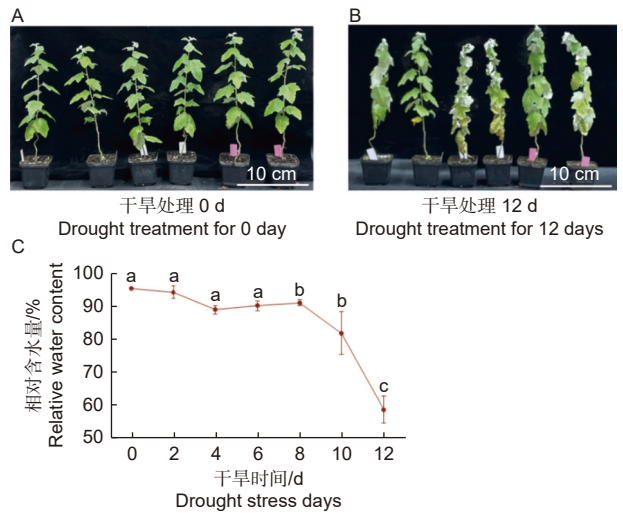 A
B
10 cm
10 cm
干旱处理 0 d
Drought treatment for 0 day
干旱处理 12 d
Drought treatment for 12 days
C
相对含水量/%
Relative water content
100
90
80
70
60
50
a
a
a
a
b
b
c
0 2 4 6 8 10 12
干旱时间/d
Drought stress days